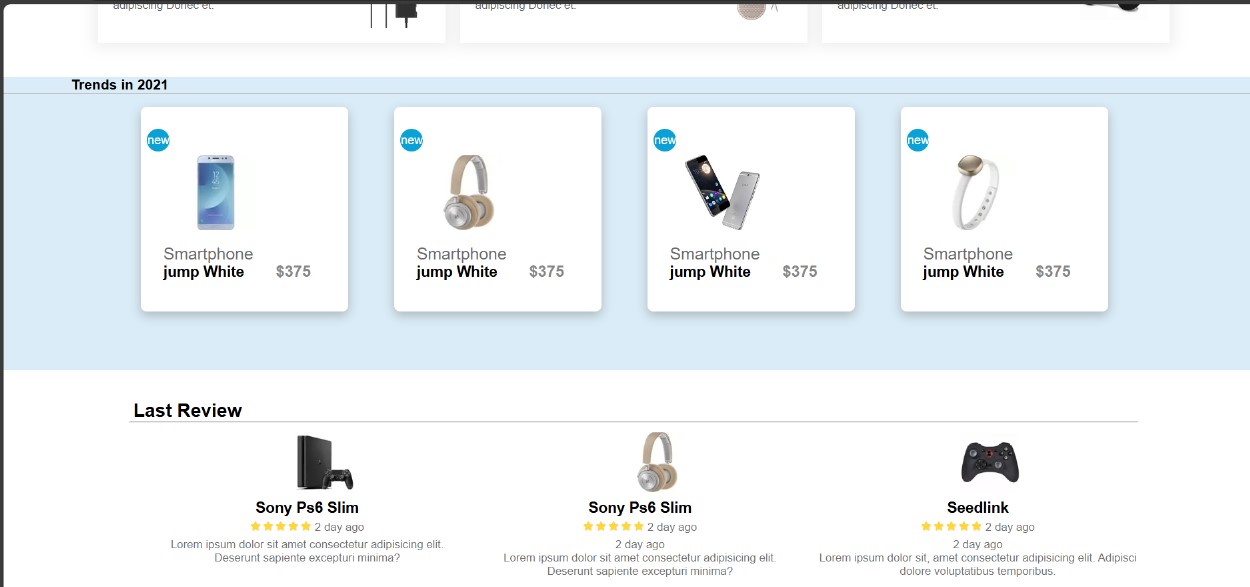 adipiscing Donec et.
adipiscing Donec et.
adipiscing Donec et.
Trends in 2021
new
new
new
new
Smartphone
jump White $375
Smartphone
jump White $375
Smartphone
jump White $375
Smartphone
jump White $375
Last Review
Sony Ps6 Slim
2 day ago
Lorem ipsum dolor sit amet consectetur adipisicing elit.
Deserunt sapiente excepturi minima?
Sony Ps6 Slim
2 day ago
2 day ago
Lorem ipsum dolor sit amet consectetur adipisicing elit.
Deserunt sapiente excepturi minima?
Seedlink
2 day ago
2 day ago
Lorem ipsum dolor sit, amet consectetur adipisicing elit. Adipisci
dolore voluptatibus temporibus.